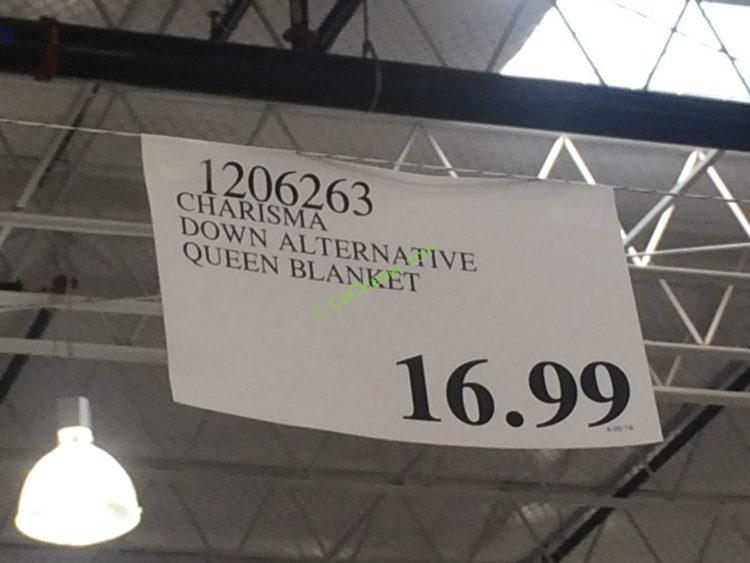 1206263
CHARISMA
DOWN ALTERNATIVE
QUEEN BLANKET
16.99